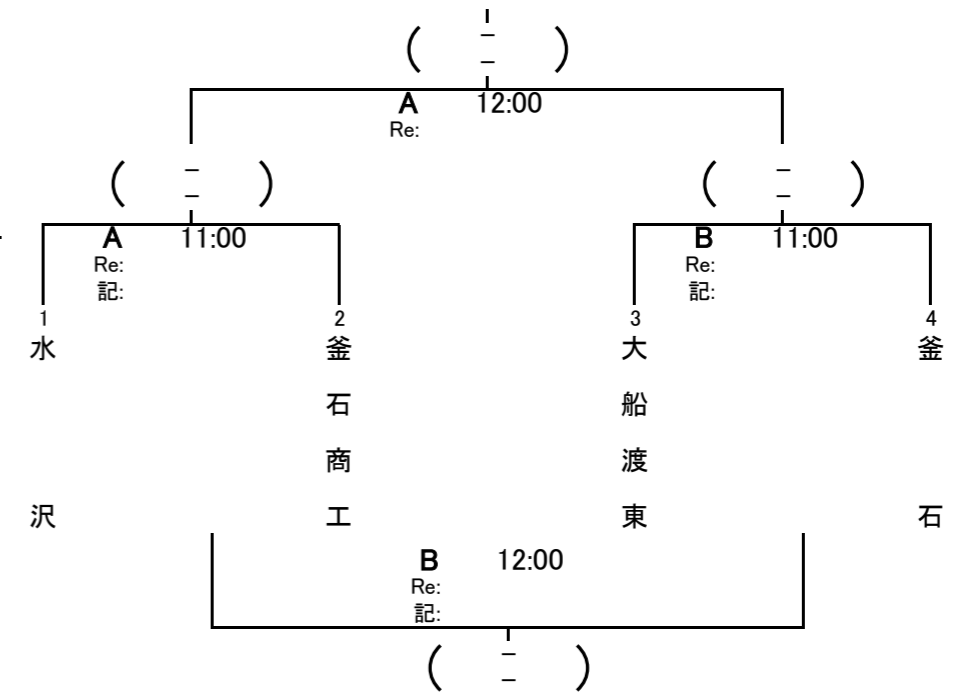 ( － － )
A 12:00
Re:
( － － ) ( － － )
A 11:00 B 11:00
Re: Re:
記: 記:
1 2 3 4
水沢
釜石商工
大船渡東
釜石
B 12:00
Re:
記:
( － － )